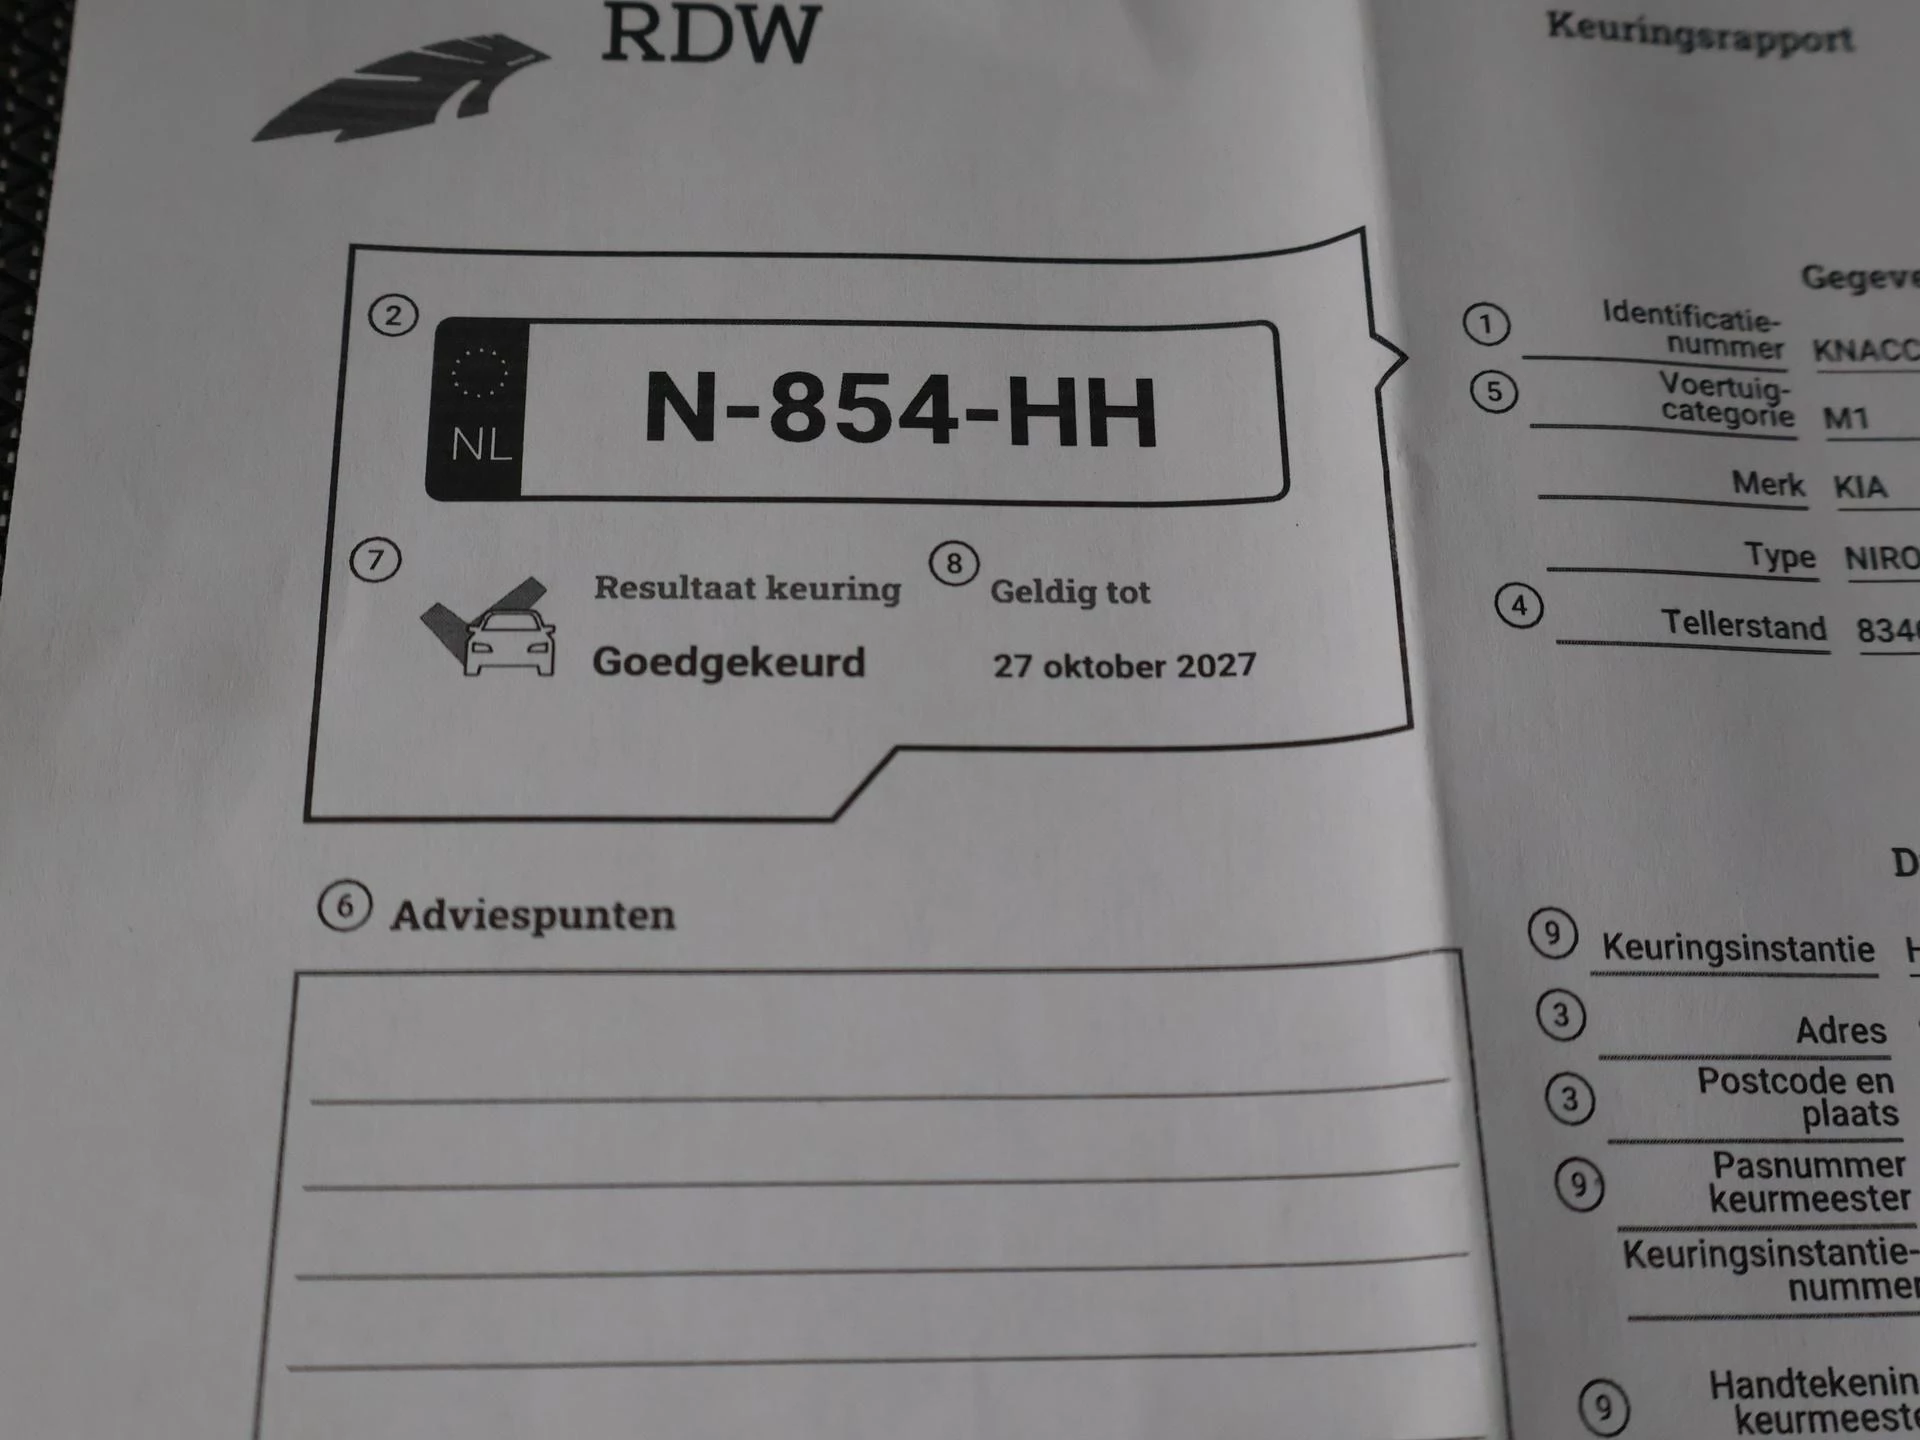 RDW
Keuringsrapport
2
NL
N-854-HH
7
Resultaat keuring
8
Geldig tot
Goedgekeurd
27 oktober 2027
6 Adviespunten
1
Identificatie-
nummer KNACC
5
Voertuig-
categorie M1
Merk KIA
Type NIRO
4
Tellerstand 834
9 Keuringsinstantie
3 Adres
3 Postcode en
plaats
9 Pasnummer
keurmeester
Keuringsinstantie-
nummer
9